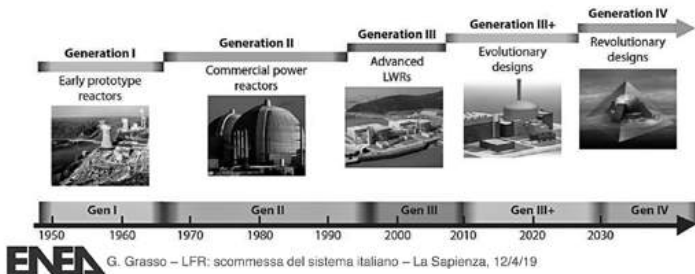 Generation I
Early prototype
reactors
Generation II
Commercial power
reactors
Generation III
Advanced
LWRs
Generation III+
Evolutionary
designs
Generation IV
Revolutionary
designs
Gen I Gen II Gen III Gen III+ Gen IV
1950 1960 1970 1980 1990 2000 2010 2020 2030
ENEA G. Grasso – LFR: scommessa del sistema italiano – La Sapienza, 12/4/19